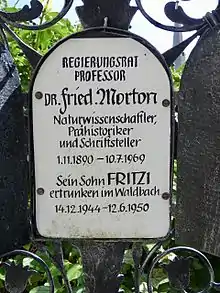 REGIERUNGSRAT
PROFESSOR
DR. Fried. Morton
Naturwissenschaftler,
Prähistoriker
und Schriftsteller
1.11.1890 – 10.7.1969
Sein Sohn FRITZI
ertrunken im Waldbach
14.12.1944 – 12.6.1950